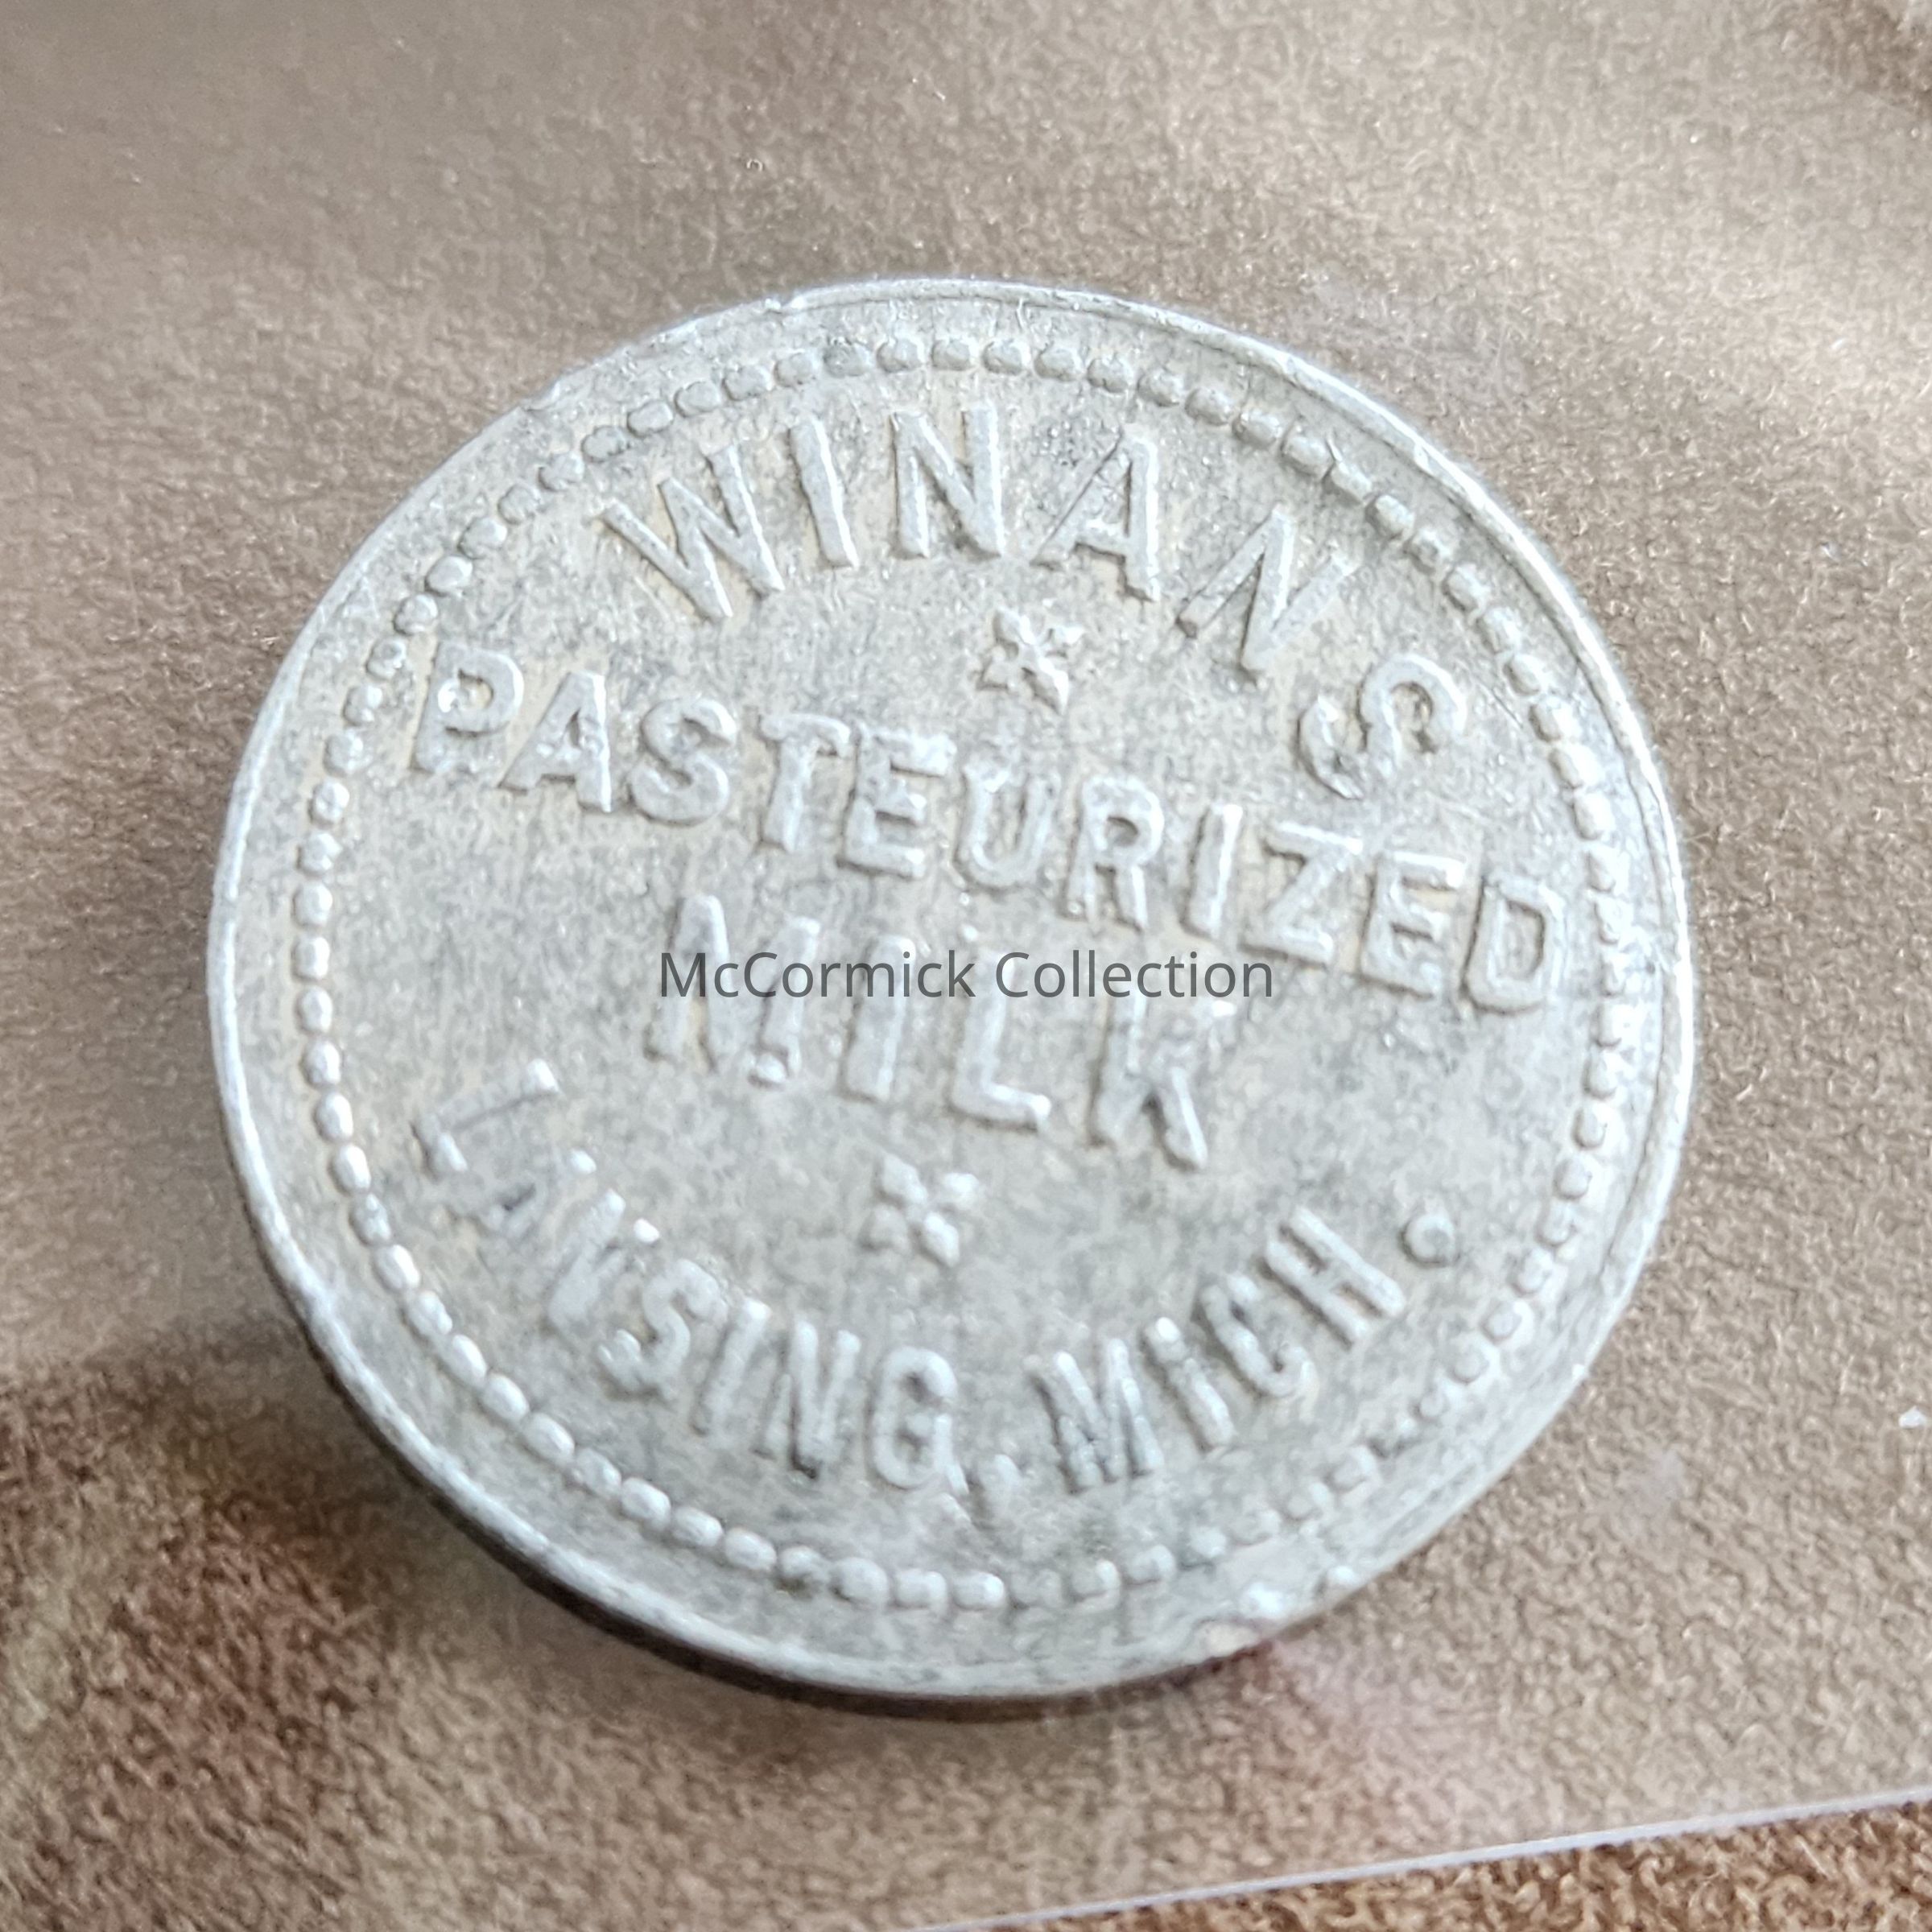 WINANS
PASTEURIZED
MILK
McCormick Collection
LANSING, MICH.